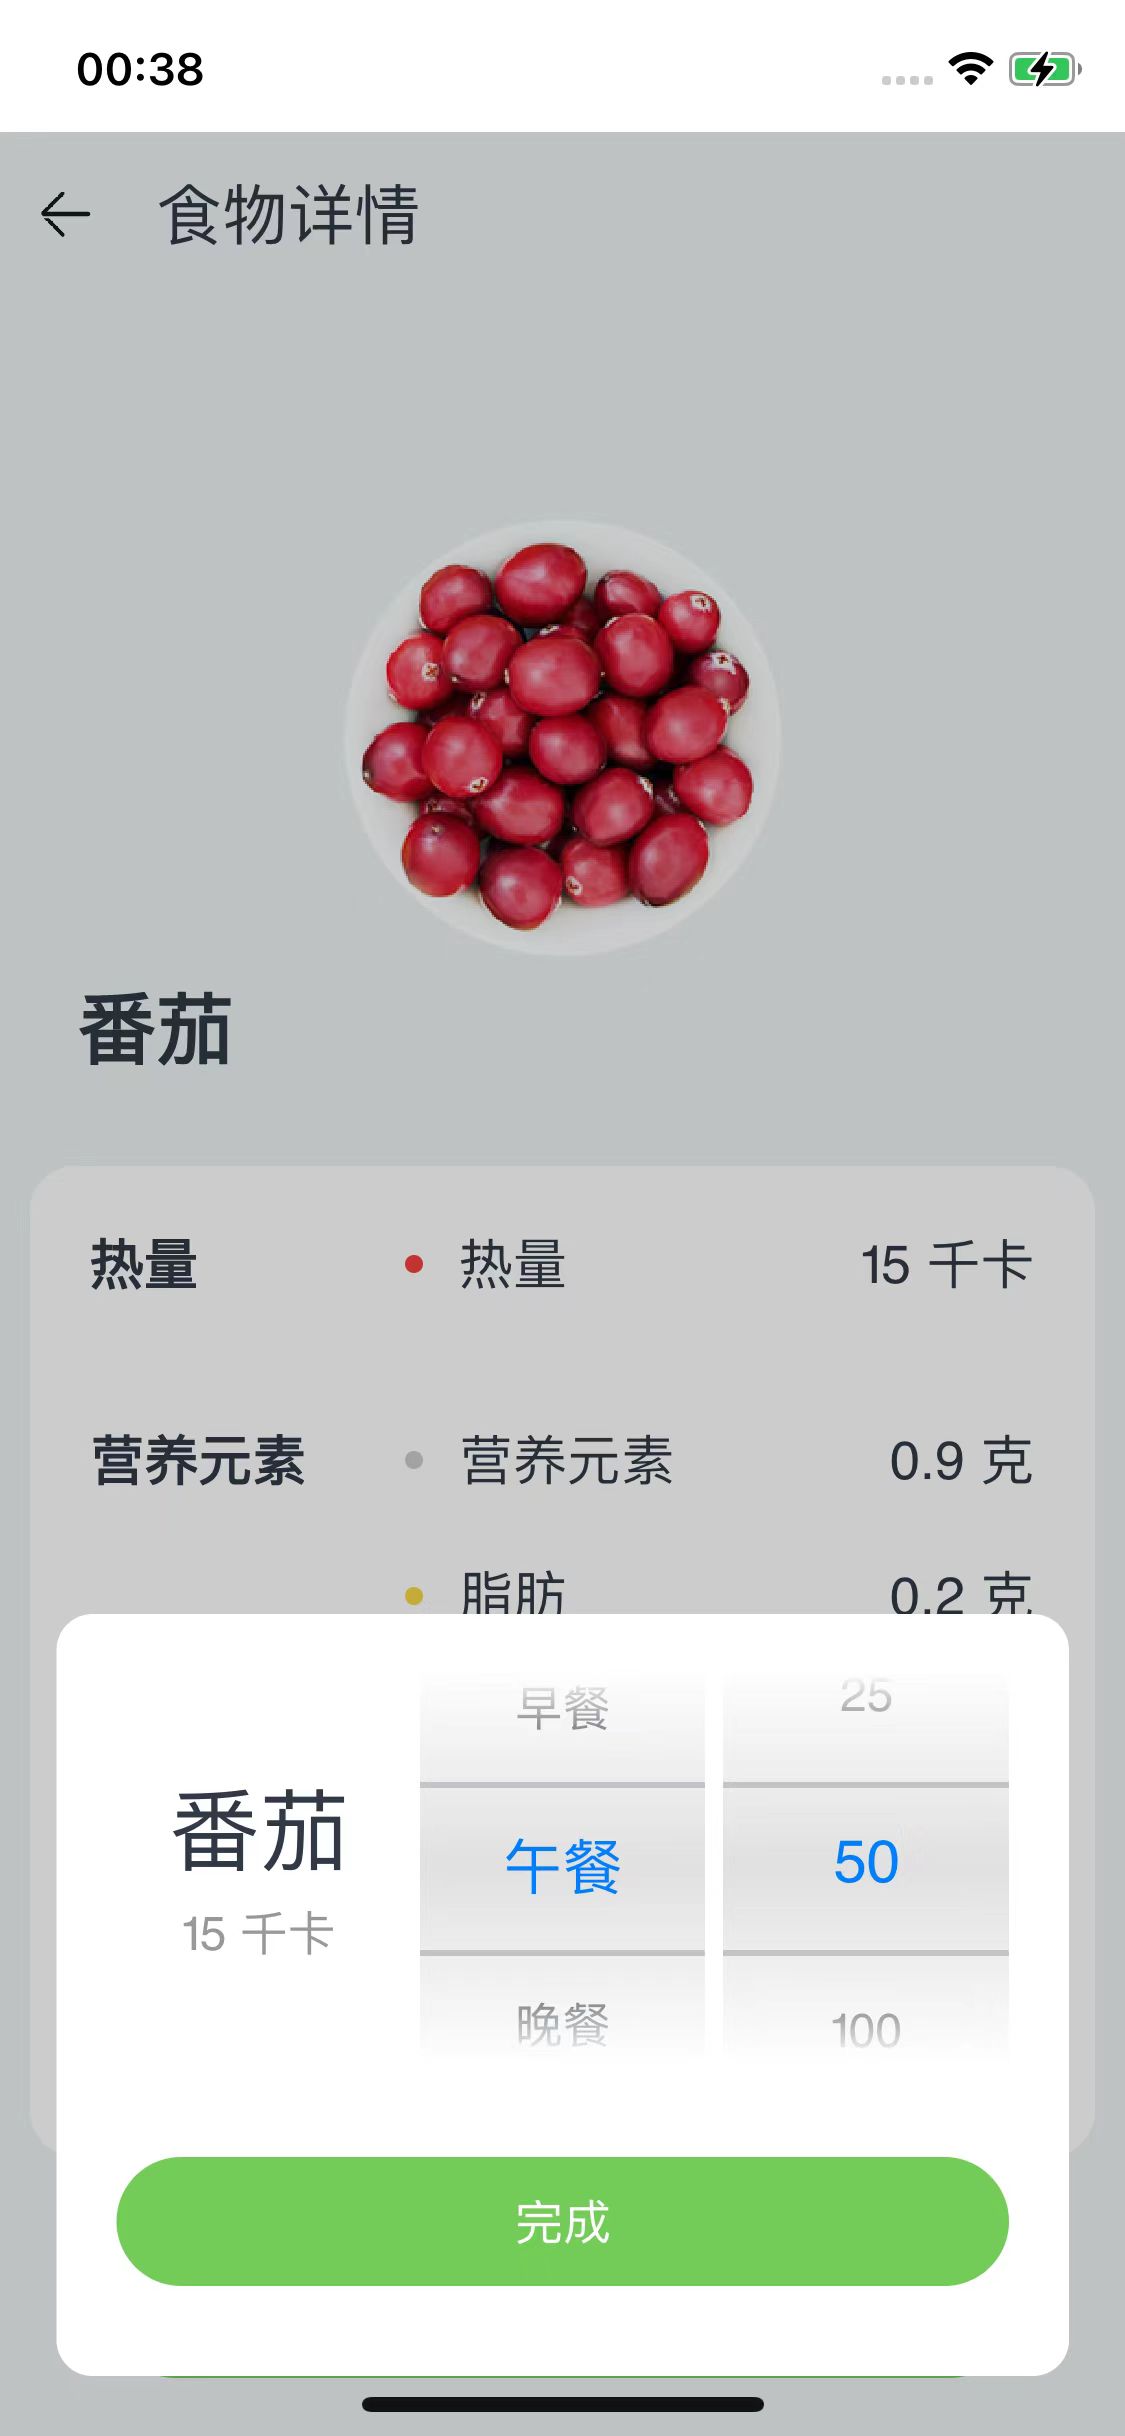 00:38
食物详情
番茄
热量 热量 15 千卡
营养元素 营养元素 0.9 克
脂肪 0.2 克
早餐 25
番茄
15 千卡
午餐 50
晚餐 100
完成